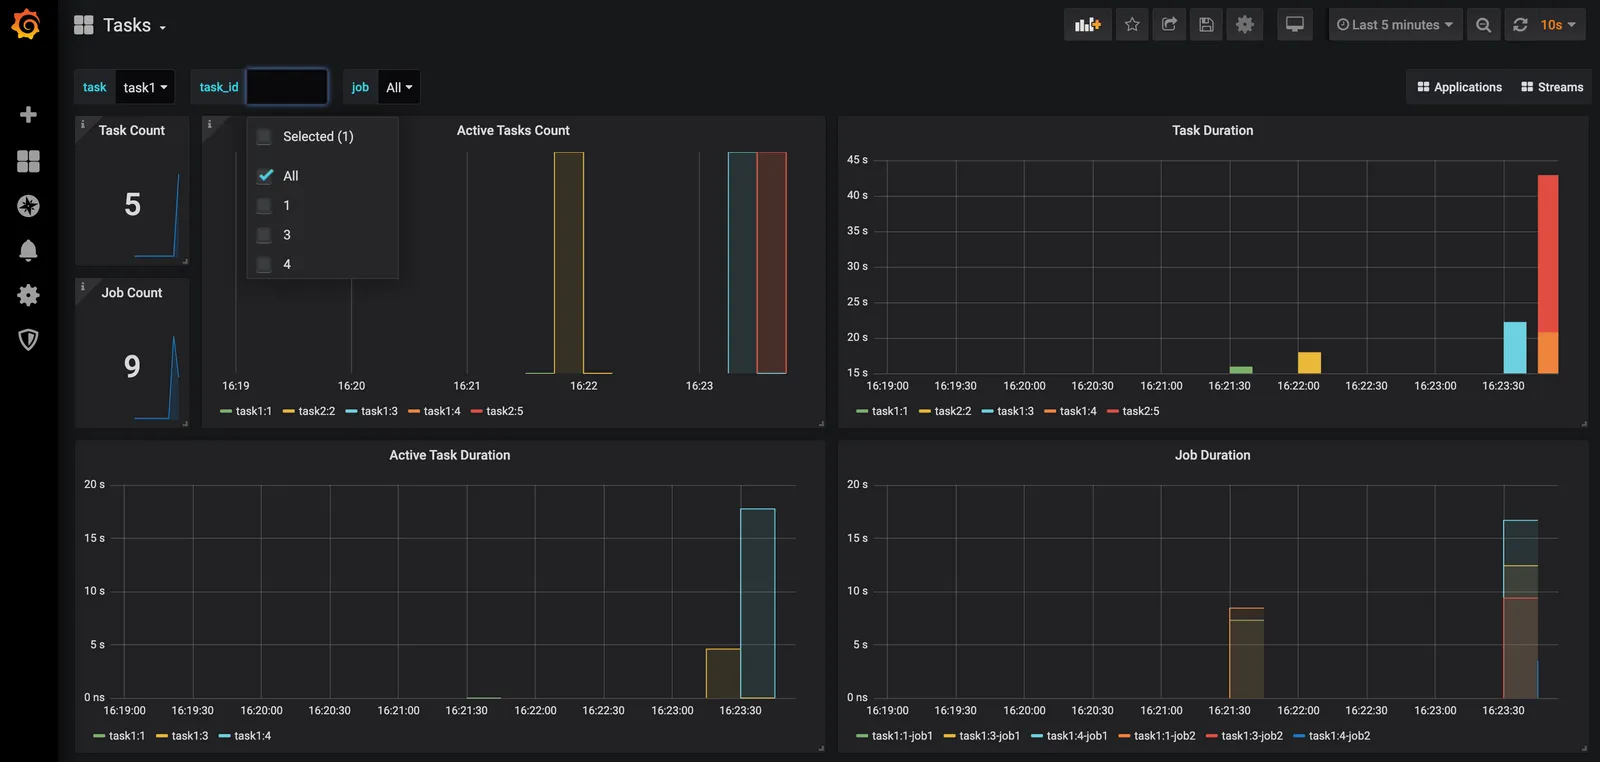 Tasks
Last 5 minutes
10s
task
task1
task_id
job
All
Applications
Streams
Selected (1)
All
1
3
4
Task Count
5
Job Count
9
Active Tasks Count
16:19
16:20
16:21
16:22
16:23
task1:1
task2:2
task1:3
task1:4
task2:5
Task Duration
45 s
40 s
35 s
30 s
25 s
20 s
15 s
16:19:00
16:19:30
16:20:00
16:20:30
16:21:00
16:21:30
16:22:00
16:22:30
16:23:00
16:23:30
task1:1
task2:2
task1:3
task1:4
task2:5
Active Task Duration
20 s
15 s
10 s
5 s
0 ns
16:19:00
16:19:30
16:20:00
16:20:30
16:21:00
16:21:30
16:22:00
16:22:30
16:23:00
16:23:30
task1:1
task1:3
task1:4
Job Duration
20 s
15 s
10 s
5 s
0 ns
16:19:00
16:19:30
16:20:00
16:20:30
16:21:00
16:21:30
16:22:00
16:22:30
16:23:00
16:23:30
task1:1-job1
task1:3-job1
task1:4-job1
task1:1-job2
task1:3-job2
task1:4-job2